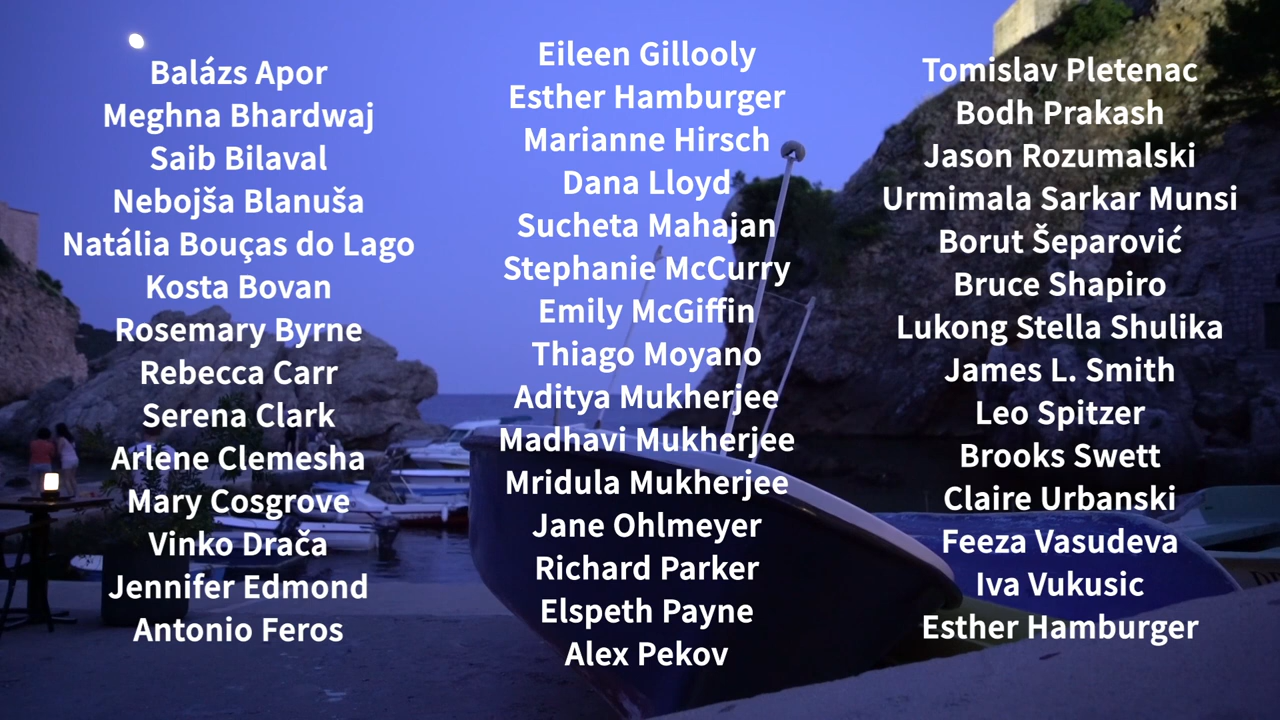 Balázs Apor
Meghna Bhardwaj
Saib Bilaval
Nebojša Blanuša
Natália Bouças do Lago
Kosta Bovan
Rosemary Byrne
Rebecca Carr
Serena Clark
Arlene Clemesha
Mary Cosgrove
Vinko Drača
Jennifer Edmond
Antonio Feros
Eileen Gillooly
Esther Hamburger
Marianne Hirsch
Dana Lloyd
Sucheta Mahajan
Stephanie McCurry
Emily McGiffin
Thiago Moyano
Aditya Mukherjee
Madhavi Mukherjee
Mridula Mukherjee
Jane Ohlmeyer
Richard Parker
Elspeth Payne
Alex Pekov
Tomislav Pletenac
Bodh Prakash
Jason Rozumalski
Urmimala Sarkar Munsi
Borut Šeparović
Bruce Shapiro
Lukong Stella Shulika
James L. Smith
Leo Spitzer
Brooks Swett
Claire Urbanski
Feeza Vasudeva
Iva Vukusic
Esther Hamburger